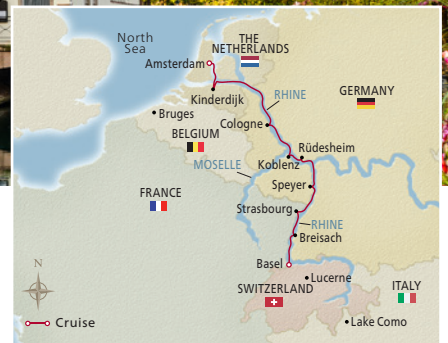 North
Sea
THE
NETHERLANDS
Amsterdam
Kinderdijk
RHINE
GERMANY
Bruges
Cologne
BELGIUM
Rüdesheim
Koblenz
MOSELLE
Speyer
FRANCE
Strasbourg
RHINE
Breisach
Basel
Lucerne
SWITZERLAND
ITALY
N
Lake Como
Cruise